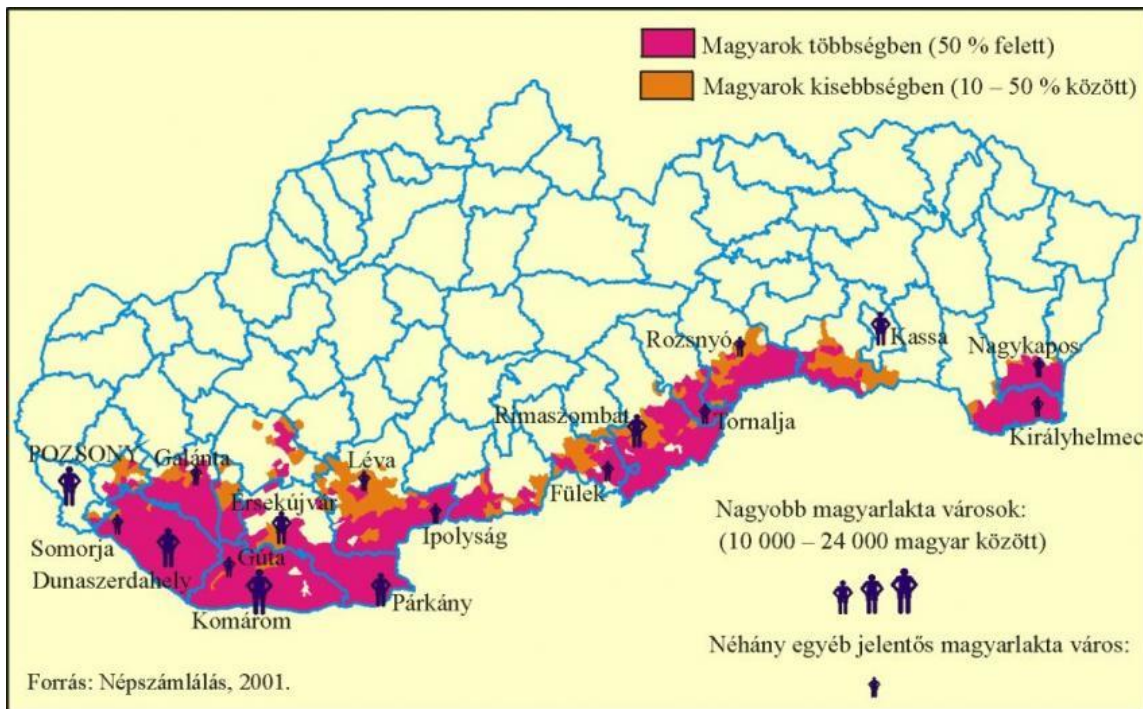 Magyarok többségben (50 % felett)
Magyarok kisebbségben (10 – 50 % között)
Rozsnyó
Kassa
Nagykapos
Rimaszombat
Tornalja
Királyhelmec
POZSONY
Galánta
Léva
Fülek
Érsekújvár
Ipolyság
Somorja
Gúta
Dunaszerdahely
Párkány
Komárom
Nagyobb magyarlakta városok:
(10 000 – 24 000 magyar között)
Néhány egyéb jelentős magyarlakta város:
Forrás: Népszámlálás, 2001.